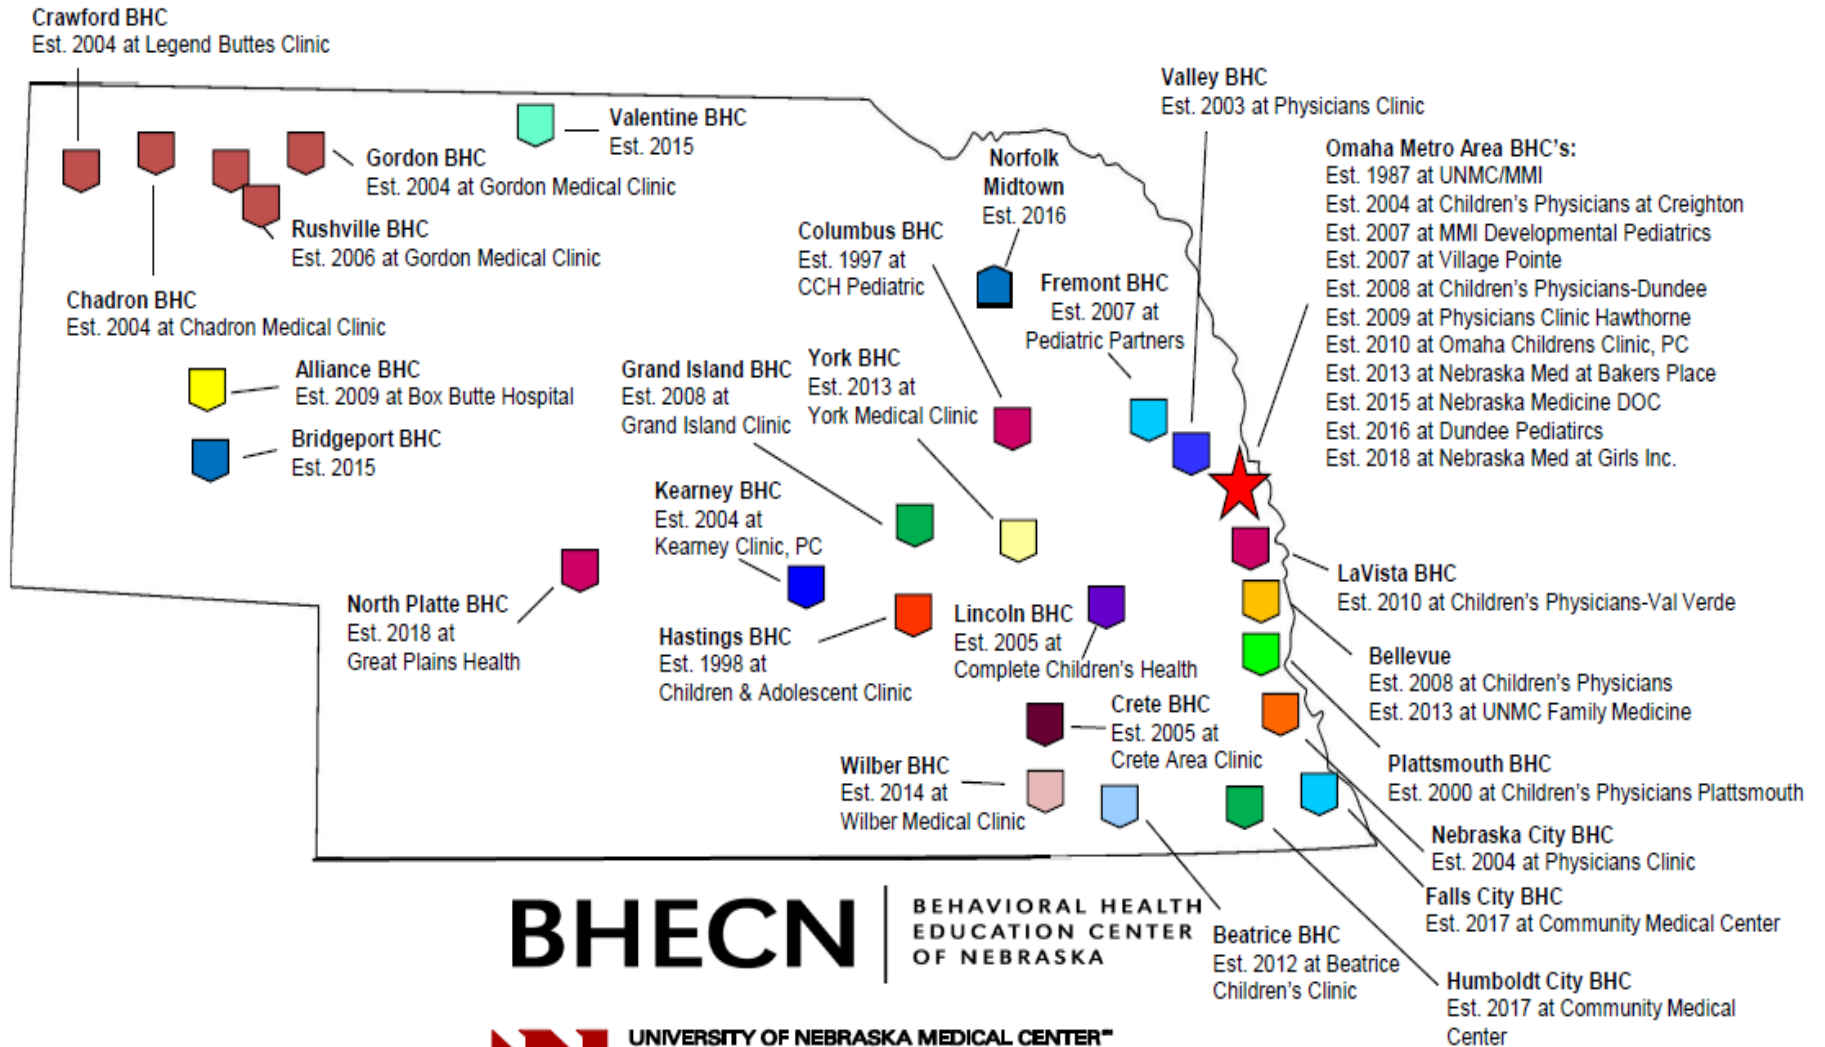 Crawford BHC
Est. 2004 at Legend Buttes Clinic
Valley BHC
Est. 2003 at Physicians Clinic
Valentine BHC
Est. 2015
Gordon BHC
Est. 2004 at Gordon Medical Clinic
Rushville BHC
Est. 2006 at Gordon Medical Clinic
Chadron BHC
Est. 2004 at Chadron Medical Clinic
Norfolk
Midtown
Est. 2016
Omaha Metro Area BHC's:
Est. 1987 at UNMC/MMI
Est. 2004 at Children's Physicians at Creighton
Est. 2007 at MMI Developmental Pediatrics
Est. 2007 at Village Pointe
Est. 2008 at Children's Physicians-Dundee
Est. 2009 at Physicians Clinic Hawthorne
Est. 2010 at Omaha Childrens Clinic, PC
Est. 2013 at Nebraska Med at Bakers Place
Est. 2015 at Nebraska Medicine DOC
Est. 2016 at Dundee Pediatircs
Est. 2018 at Nebraska Med at Girls Inc.
Columbus BHC
Est. 1997 at
CCH Pediatric
Fremont BHC
Est. 2007 at
Pediatric Partners
Alliance BHC
Est. 2009 at Box Butte Hospital
Bridgeport BHC
Est. 2015
Grand Island BHC
Est. 2008 at
Grand Island Clinic
York BHC
Est. 2013 at
York Medical Clinic
Kearney BHC
Est. 2004 at
Kearney Clinic, PC
North Platte BHC
Est. 2018 at
Great Plains Health
Hastings BHC
Est. 1998 at
Children & Adolescent Clinic
Lincoln BHC
Est. 2005 at
Complete Children's Health
LaVista BHC
Est. 2010 at Children's Physicians-Val Verde
Bellevue
Est. 2008 at Children's Physicians
Est. 2013 at UNMC Family Medicine
Crete BHC
Est. 2005 at
Crete Area Clinic
Wilber BHC
Est. 2014 at
Wilber Medical Clinic
Plattsmouth BHC
Est. 2000 at Children's Physicians Plattsmouth
Nebraska City BHC
Est. 2004 at Physicians Clinic
Falls City BHC
Est. 2017 at Community Medical Center
Beatrice BHC
Est. 2012 at Beatrice
Children's Clinic
Humboldt City BHC
Est. 2017 at Community Medical
Center
BHECN
BEHAVIORAL HEALTH
EDUCATION CENTER
OF NEBRASKA
UNIVERSITY OF NEBRASKA MEDICAL CENTER℠